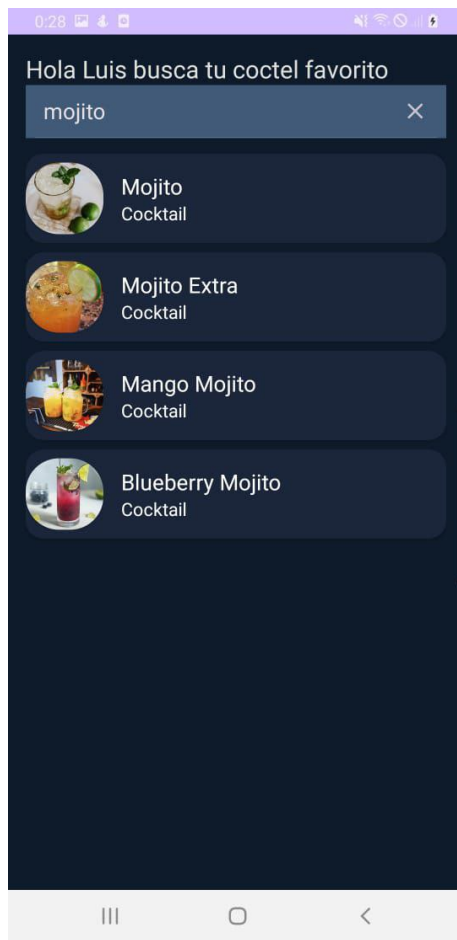 0:28
Hola Luis busca tu coctel favorito
mojito
Mojito
Cocktail
Mojito Extra
Cocktail
Mango Mojito
Cocktail
Blueberry Mojito
Cocktail